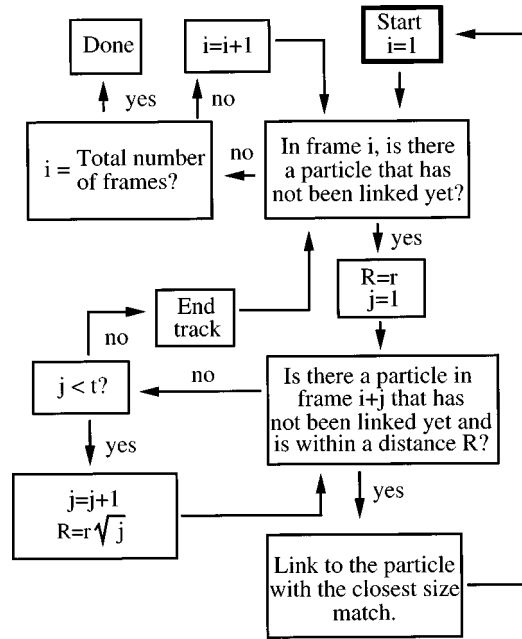 Done
i=i+1
Start
i=1
yes
no
i = Total number
of frames?
no
In frame i, is there
a particle that has
not been linked yet?
yes
R=r
j=1
End
track
no
j < t?
no
Is there a particle in
frame i+j that has
not been linked yet and
is within a distance R?
yes
j=j+1
R=r√j
yes
Link to the particle
with the closest size
match.